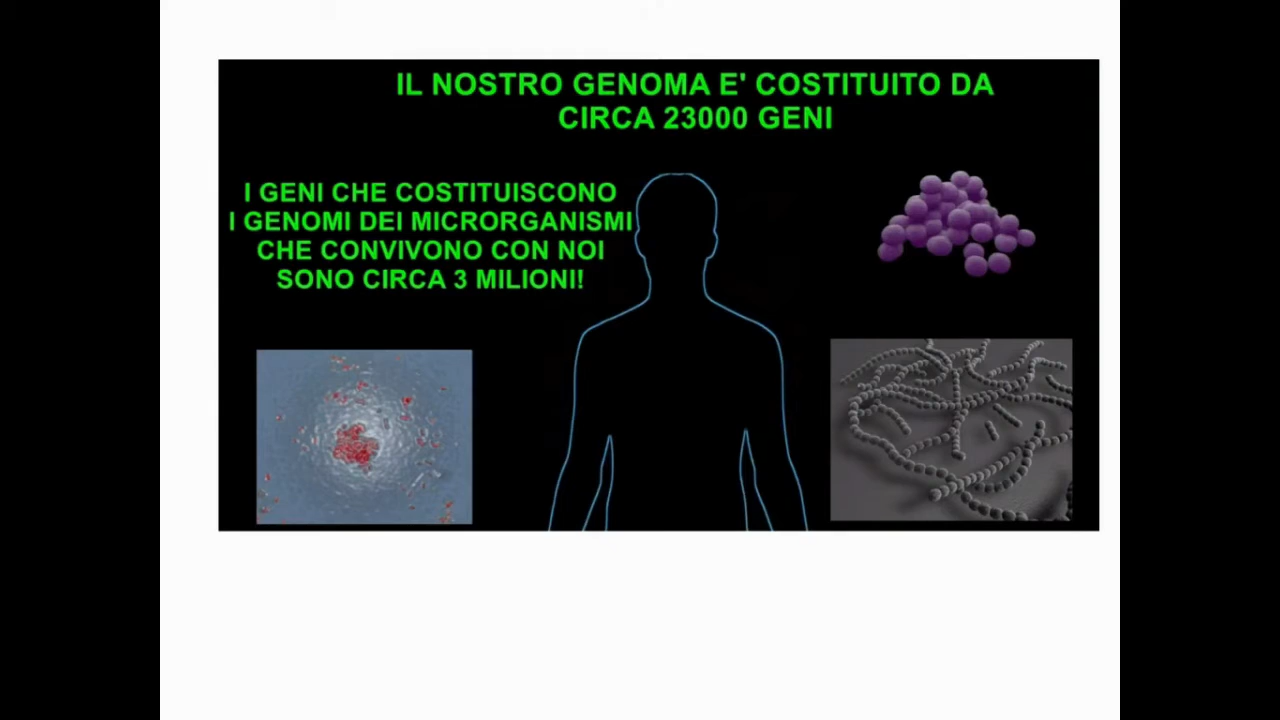 IL NOSTRO GENOMA E' COSTITUITO DA
CIRCA 23000 GENI
I GENI CHE COSTITUISCONO
I GENOMI DEI MICRORGANISMI
CHE CONVIVONO CON NOI
SONO CIRCA 3 MILIONI!